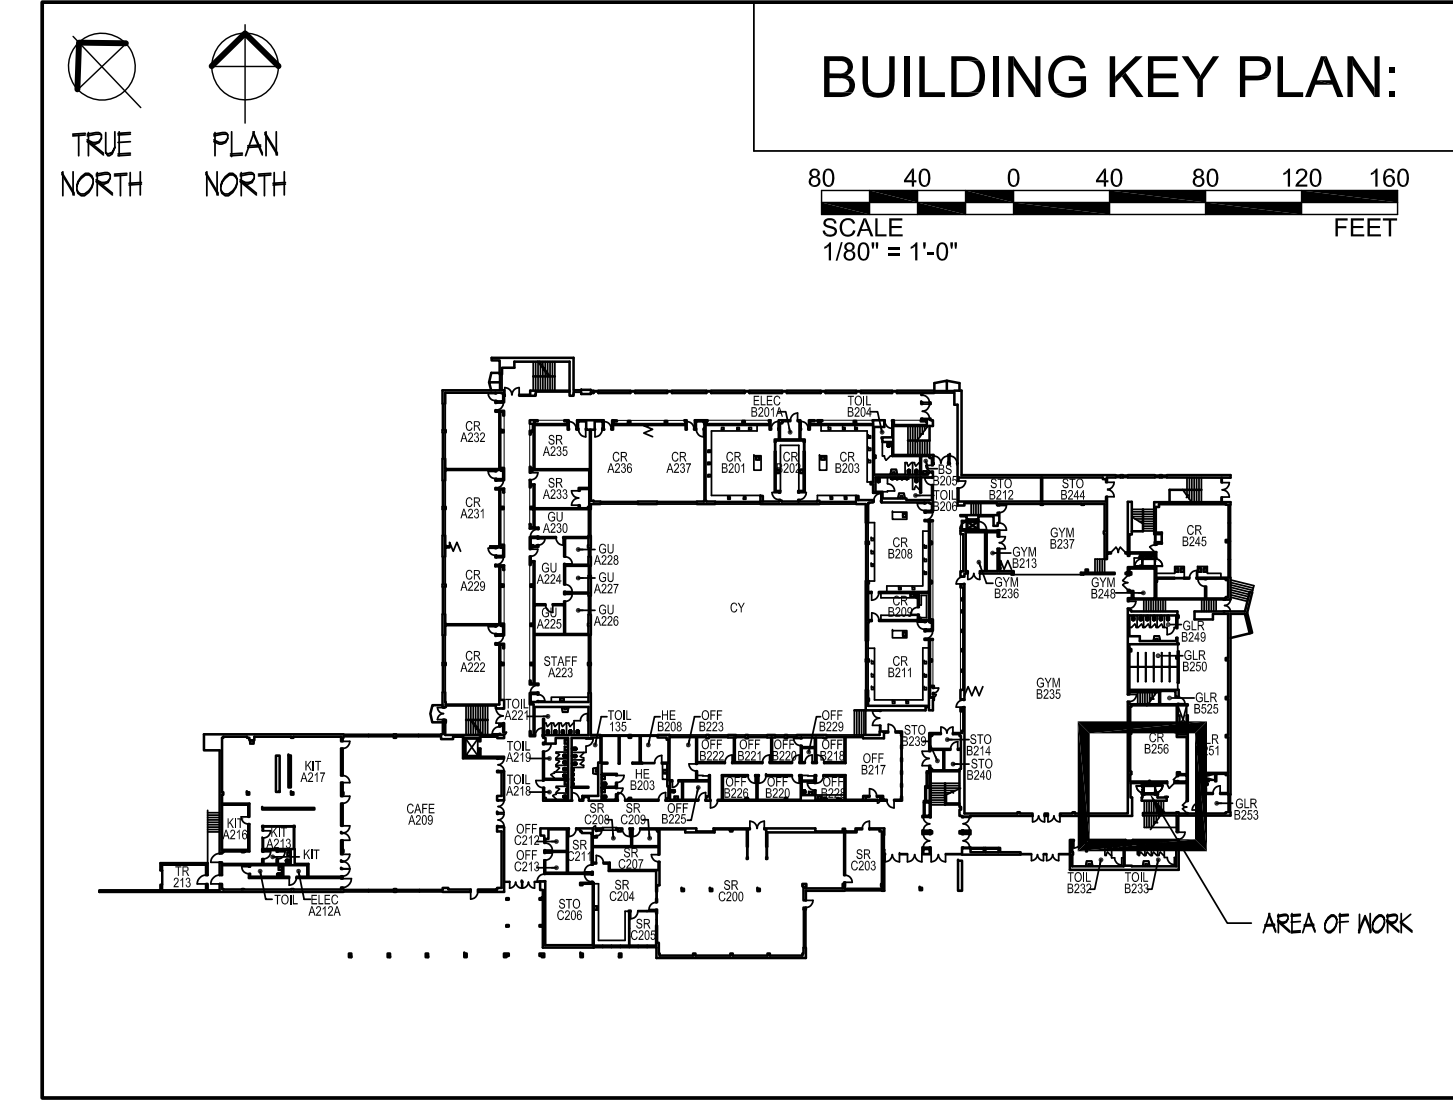 BUILDING KEY PLAN:
TRUE
NORTH
PLAN
NORTH
80 40 0 40 80 120 160
SCALE
FEET
1/80" = 1'-0"
ELEC
B201A
TOIL
B204
CR
A232
SR
A235
CR
A236
CR
A237
CR
B201
CR
B202
CR
B203
BS
B205
TOIL
B206
SR
A233
STO
B212
STO
B244
CR
A231
GU
A230
GU
A228
CR
B208
GYM
B237
GYM
B213
CR
B245
GU
A224
GU
A227
CR
A229
GYM
B236
GYM
B248
GU
A225
GU
A226
CY
CR
B209
GLR
B249
CR
A222
STAFF
A223
CR
B211
GLR
B250
GYM
B235
GLR
B525
TOIL
A221
TOIL
135
HE
B208
OFF
B223
OFF
B229
STO
B239
STO
B214
CR
B256
TOIL
A219
OFF
B222
OFF
B221
OFF
B220
OFF
B218
OFF
B217
STO
B240
KIT
A217
TOIL
A218
HE
B203
OFF
B226
OFF
B220
OFF
B228
CAFE
A209
SR
C208
SR
C209
OFF
B225
GLR
B253
KIT
A216
KIT
A213
KIT
OFF
C212
OFF
C213
SR
C211
SR
C207
SR
C203
TR
213
TOIL
ELEC
A212A
STO
C206
SR
C204
SR
C205
SR
C200
TOIL
B232
TOIL
B233
AREA OF WORK